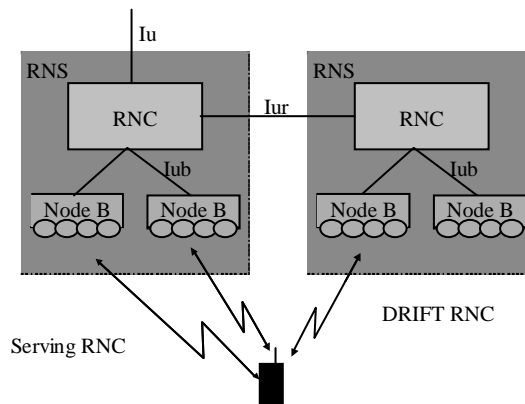 Iu
RNS
RNS
RNC
Iur
RNC
Iub
Iub
Node B
Node B
Node B
Node B
DRIFT RNC
Serving RNC